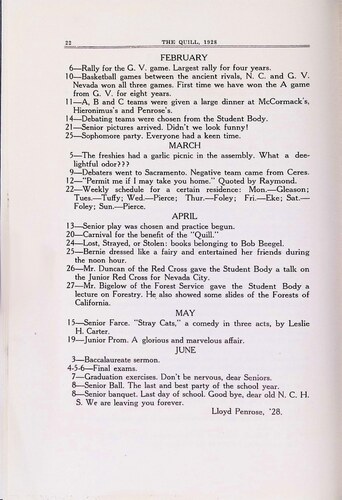 22
THE QUILL, 1928
FEBRUARY
6—Rally for the G. V. game. Largest rally for four years.
10—Basketball games between the ancient rivals, N. C. and G. V.
Nevada won all three games. First time we have won the A game
from G. V. for eight years.
11—A, B and C teams were given a large dinner at McCormack's,
Hieronimus's and Penrose's.
14—Debating teams were chosen from the Student Body.
21—Senior pictures arrived. Didn't we look funny!
25—Sophomore party. Everyone had a keen time.
MARCH
5—The freshies had a garlic picnic in the assembly. What a dee-
lightful odor???
9—Debaters went to Sacramento. Negative team came from Ceres.
12—"Permit me if I may take you home." Quoted by Raymond.
22—Weekly schedule for a certain residence: Mon.—Gleason;
Tues.—Tuffy; Wed.—Pierce; Thur.—Foley; Fri.—Eke; Sat.—
Foley; Sun.—Pierce.
APRIL
13—Senior play was chosen and practice begun.
20—Carnival for the benefit of the "Quill."
24—Lost, Strayed, or Stolen: books belonging to Bob Beegel.
25—Bernie dressed like a fairy and entertained her friends during
the noon hour.
26—Mr. Duncan of the Red Cross gave the Student Body a talk on
the Junior Red Cross for Nevada City.
27—Mr. Bigelow of the Forest Service gave the Student Body a
lecture on Forestry. He also showed some slides of the Forests of
California.
MAY
15—Senior Farce. "Stray Cats," a comedy in three acts, by Leslie
H. Carter.
19—Junior Prom. A glorious and marvelous affair.
JUNE
3—Baccalaureate sermon.
4-5-6—Final exams.
7—Graduation exercises. Don't be nervous, dear Seniors.
8—Senior Ball. The last and best party of the school year.
8—Senior banquet. Last day of school. Good bye, dear old N. C. H.
S. We are leaving you forever.
Lloyd Penrose, '28.